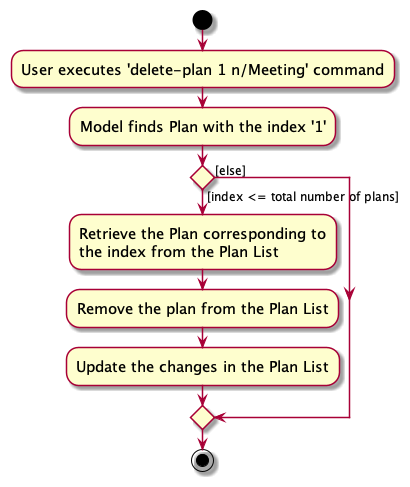 User executes 'delete-plan 1 n/Meeting' command
Model finds Plan with the index '1'
[else]
[index <= total number of plans]
Retrieve the Plan corresponding to
the index from the Plan List
Remove the plan from the Plan List
Update the changes in the Plan List